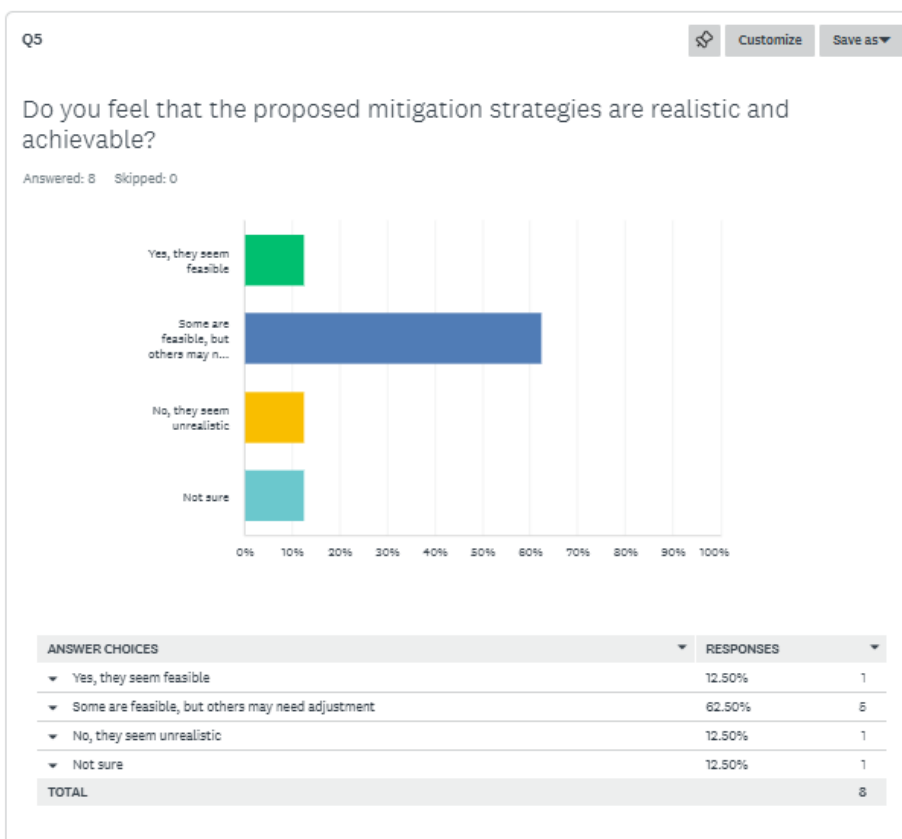 Q5
Customize
Save as
Do you feel that the proposed mitigation strategies are realistic and
achievable?
Answered: 8 Skipped: 0
Yes, they seem
feasible
Some are
feasible, but
others may n...
No, they seem
unrealistic
Not sure
0% 10% 20% 30% 40% 50% 60% 70% 80% 90% 100%
ANSWER CHOICES RESPONSES
Yes, they seem feasible 12.50% 1
Some are feasible, but others may need adjustment 62.50% 5
No, they seem unrealistic 12.50% 1
Not sure 12.50% 1
TOTAL 8